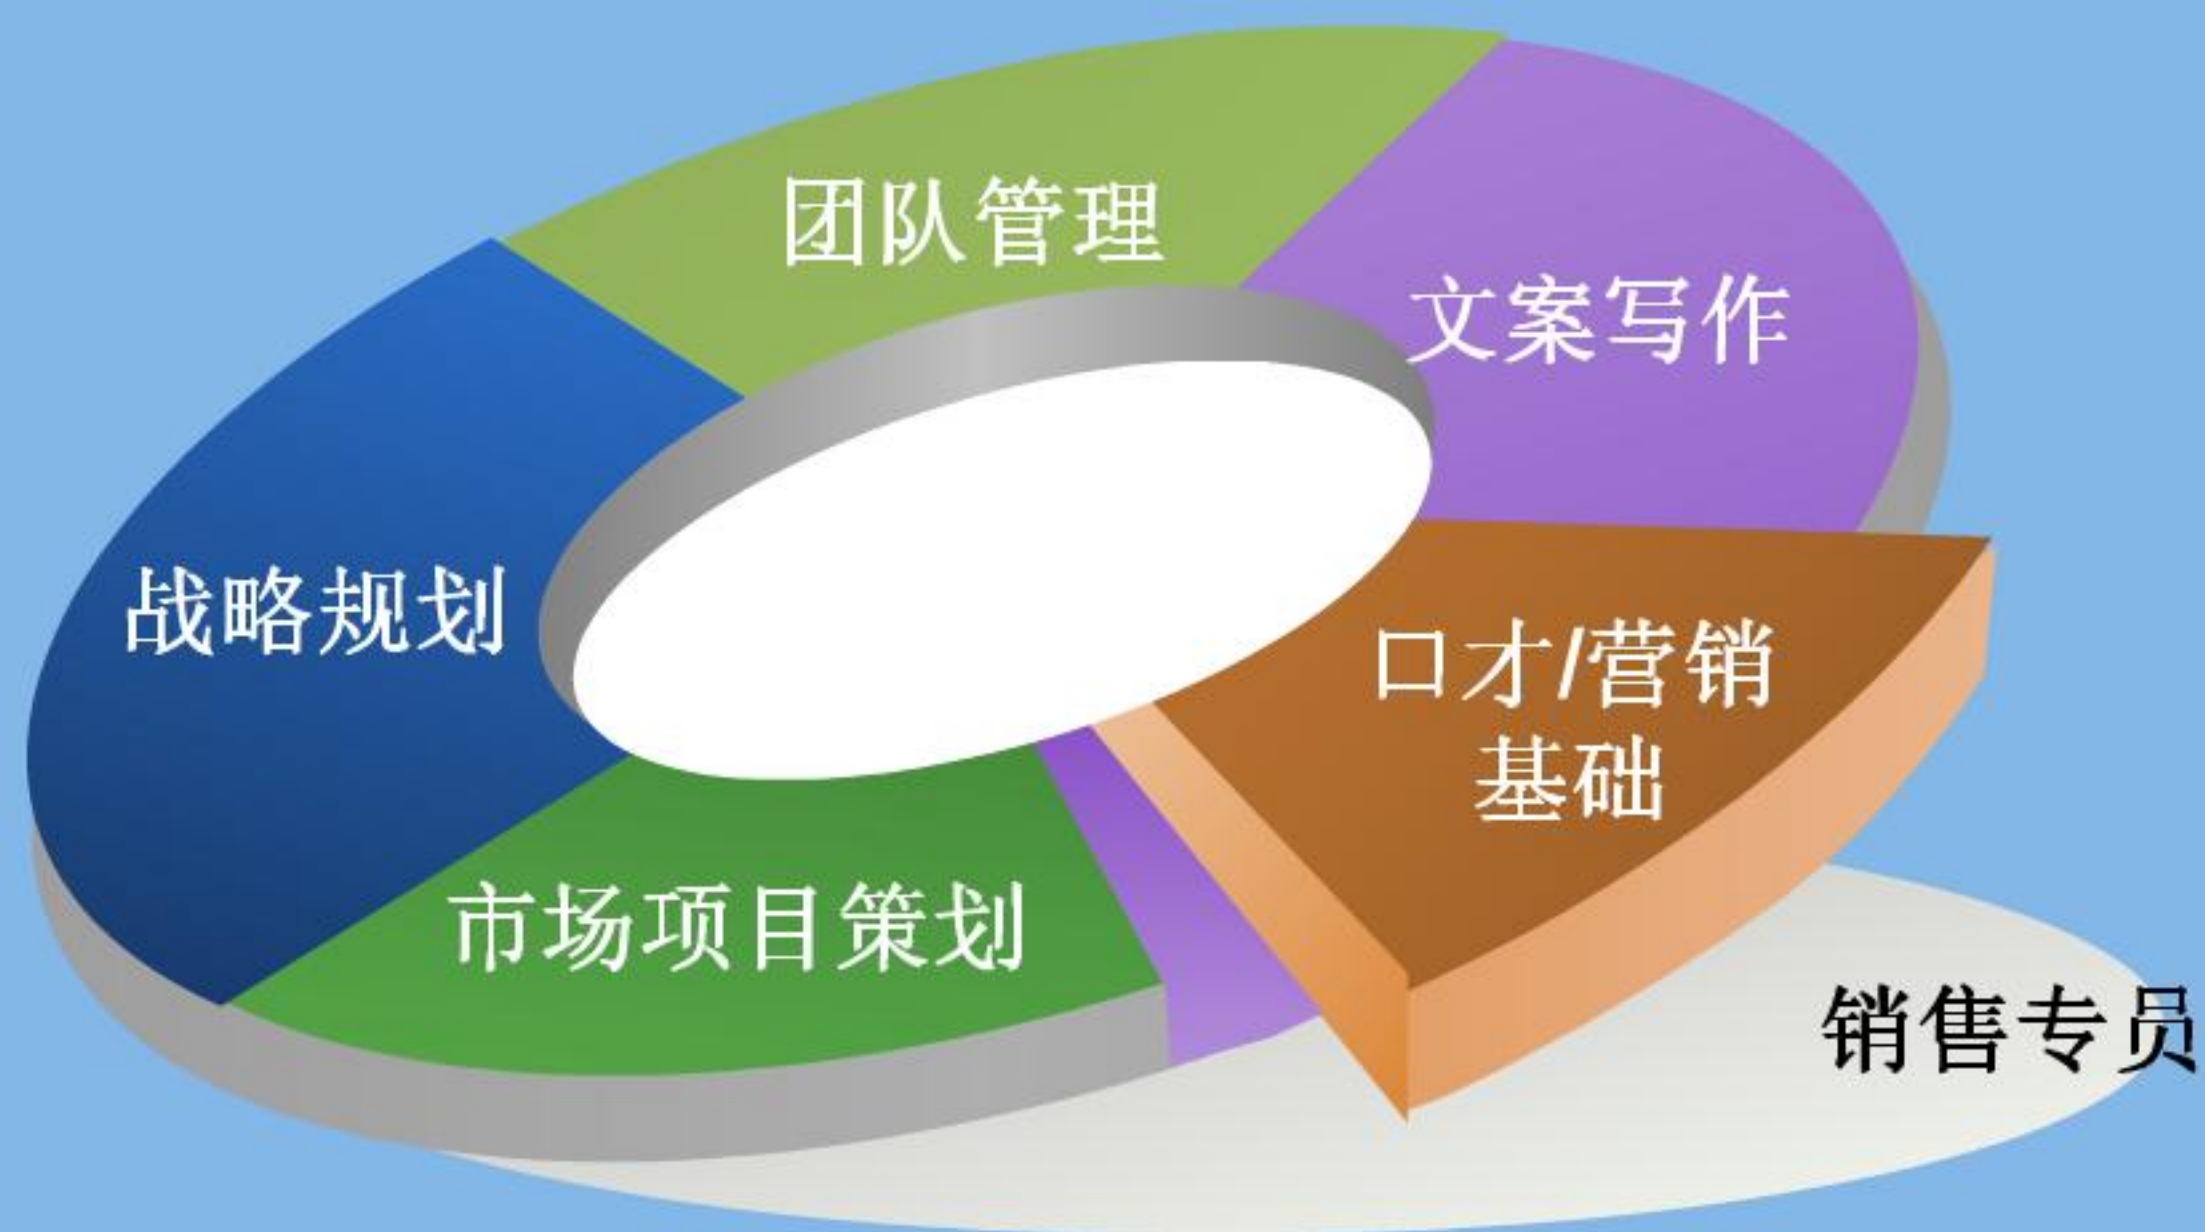 团队管理
文案写作
战略规划
口才/营销
基础
市场项目策划
销售专员